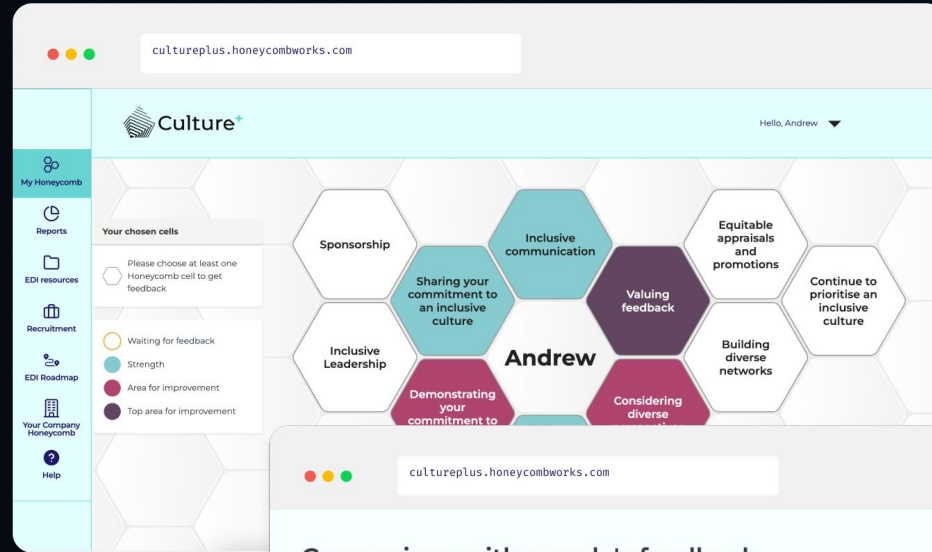 cultureplus.honeycombworks.com
Culture+
Hello, Andrew
My Honeycomb
Reports
EDI resources
Recruitment
EDI Roadmap
Your Company
Honeycomb
Help
Your chosen cells
Please choose at least one
Honeycomb cell to get
feedback
Waiting for feedback
Strength
Area for improvement
Top area for improvement
Sponsorship
Inclusive
communication
Equitable
appraisals
and
promotions
Sharing your
commitment to
an inclusive
culture
Valuing
feedback
Continue to
prioritise an
inclusive
culture
Inclusive
Leadership
Andrew
Building
diverse
networks
Demonstrating
your
commitment to
Considering
diverse
cultureplus.honeycombworks.com